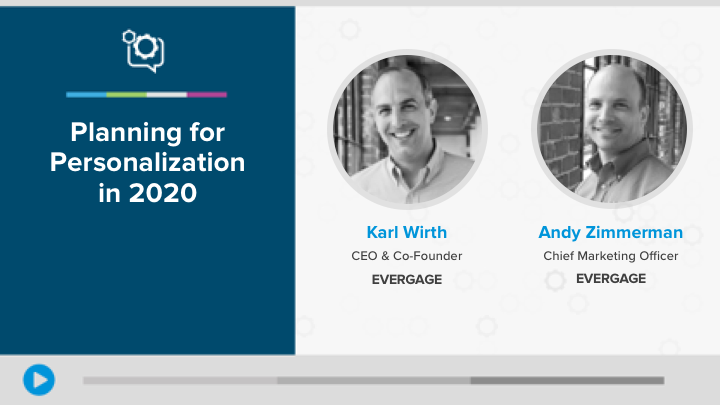 Planning for
Personalization
in 2020
Karl Wirth
CEO & Co-Founder
EVERGAGE
Andy Zimmerman
Chief Marketing Officer
EVERGAGE